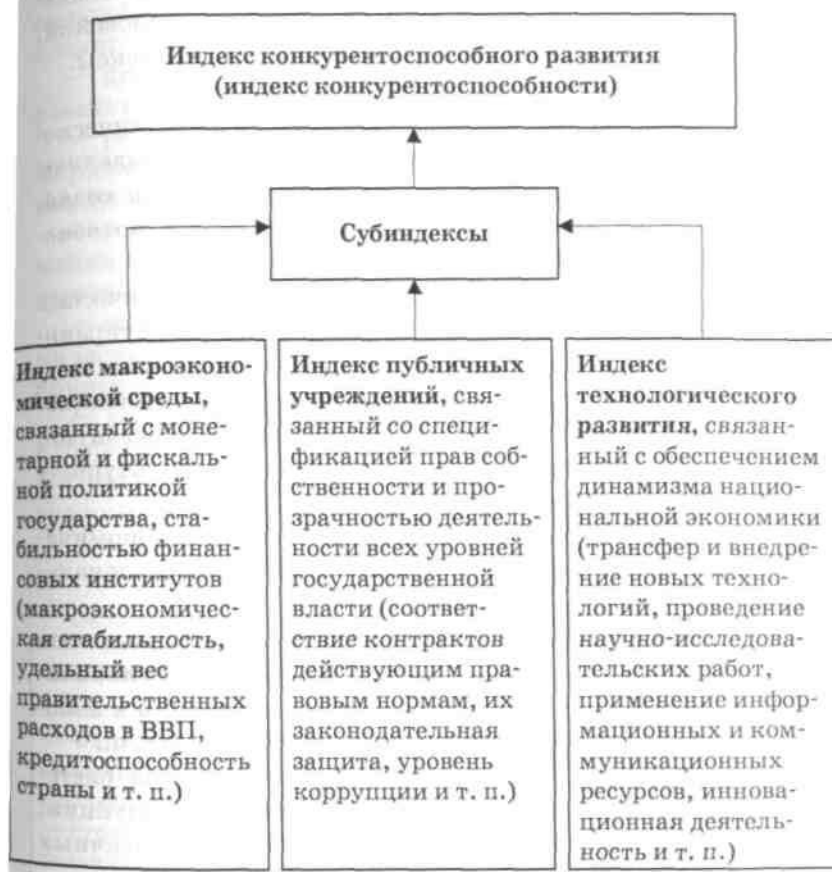 Индекс конкурентоспособного развития
(индекс конкурентоспособности)
Субиндексы
Индекс макроэконо-
мической среды,
связанный с моне-
тарной и фискаль-
ной политикой
государства, ста-
бильностью финан-
совых институтов
(макроэкономичес-
кая стабильность,
удельный вес
правительственных
расходов в ВВП,
кредитоспособность
страны и т. п.)
Индекс публичных
учреждений, свя-
занный со специ-
фикацией прав соб-
ственности и про-
зрачностью деятель-
ности всех уровней
государственной
власти (соответ-
ствие контрактов
действующим пра-
вовым нормам, их
законодательная
защита, уровень
коррупции и т. п.)
Индекс
технологического
развития, связан-
ный с обеспечением
динамизма нацио-
нальной экономики
(трансфер и внедре-
ние новых техно-
логий, проведение
научно-исследова-
тельских работ,
применение инфор-
мационных и ком-
муникационных
ресурсов, иннова-
ционная деятель-
ность и т. п.)